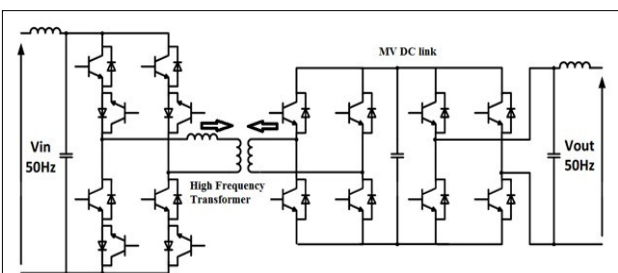 MV DC link
Vin
50Hz
High Frequency
Transformer
Vout
50Hz